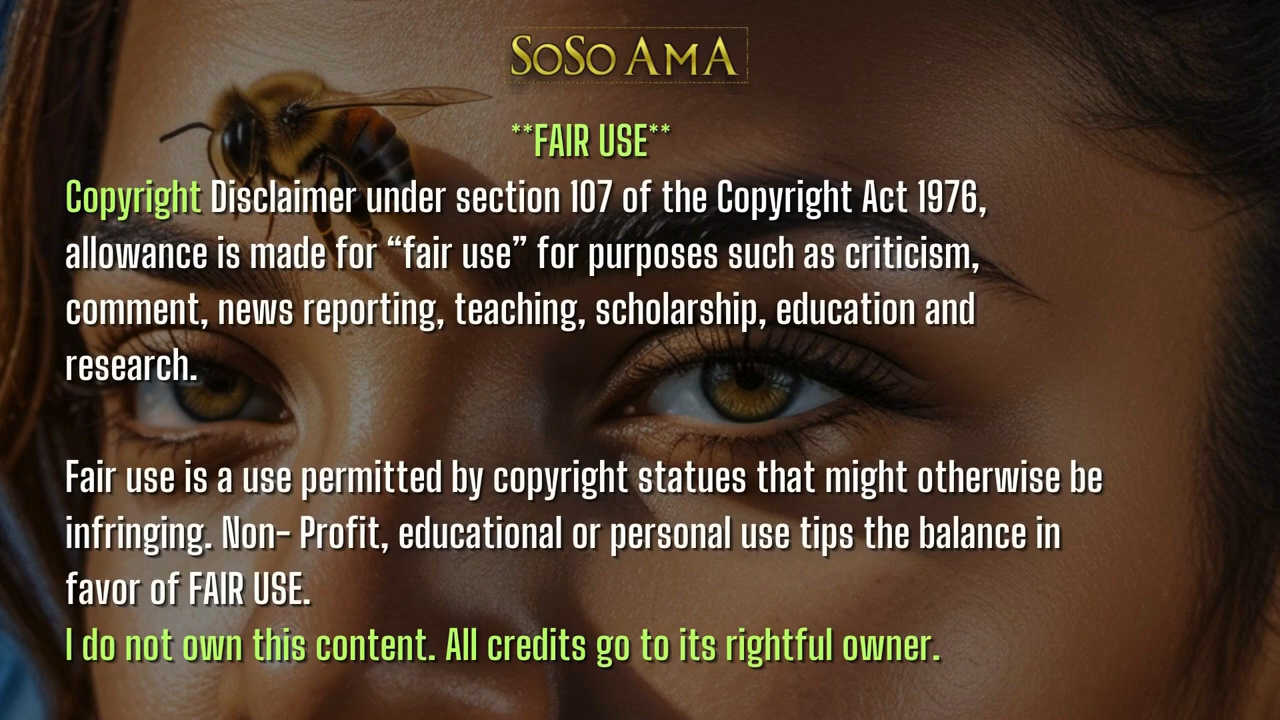 SoSo AmA
**FAIR USE**
Copyright Disclaimer under section 107 of the Copyright Act 1976,
allowance is made for “fair use” for purposes such as criticism,
comment, news reporting, teaching, scholarship, education and
research.
Fair use is a use permitted by copyright statues that might otherwise be
infringing. Non- Profit, educational or personal use tips the balance in
favor of FAIR USE.
I do not own this content. All credits go to its rightful owner.